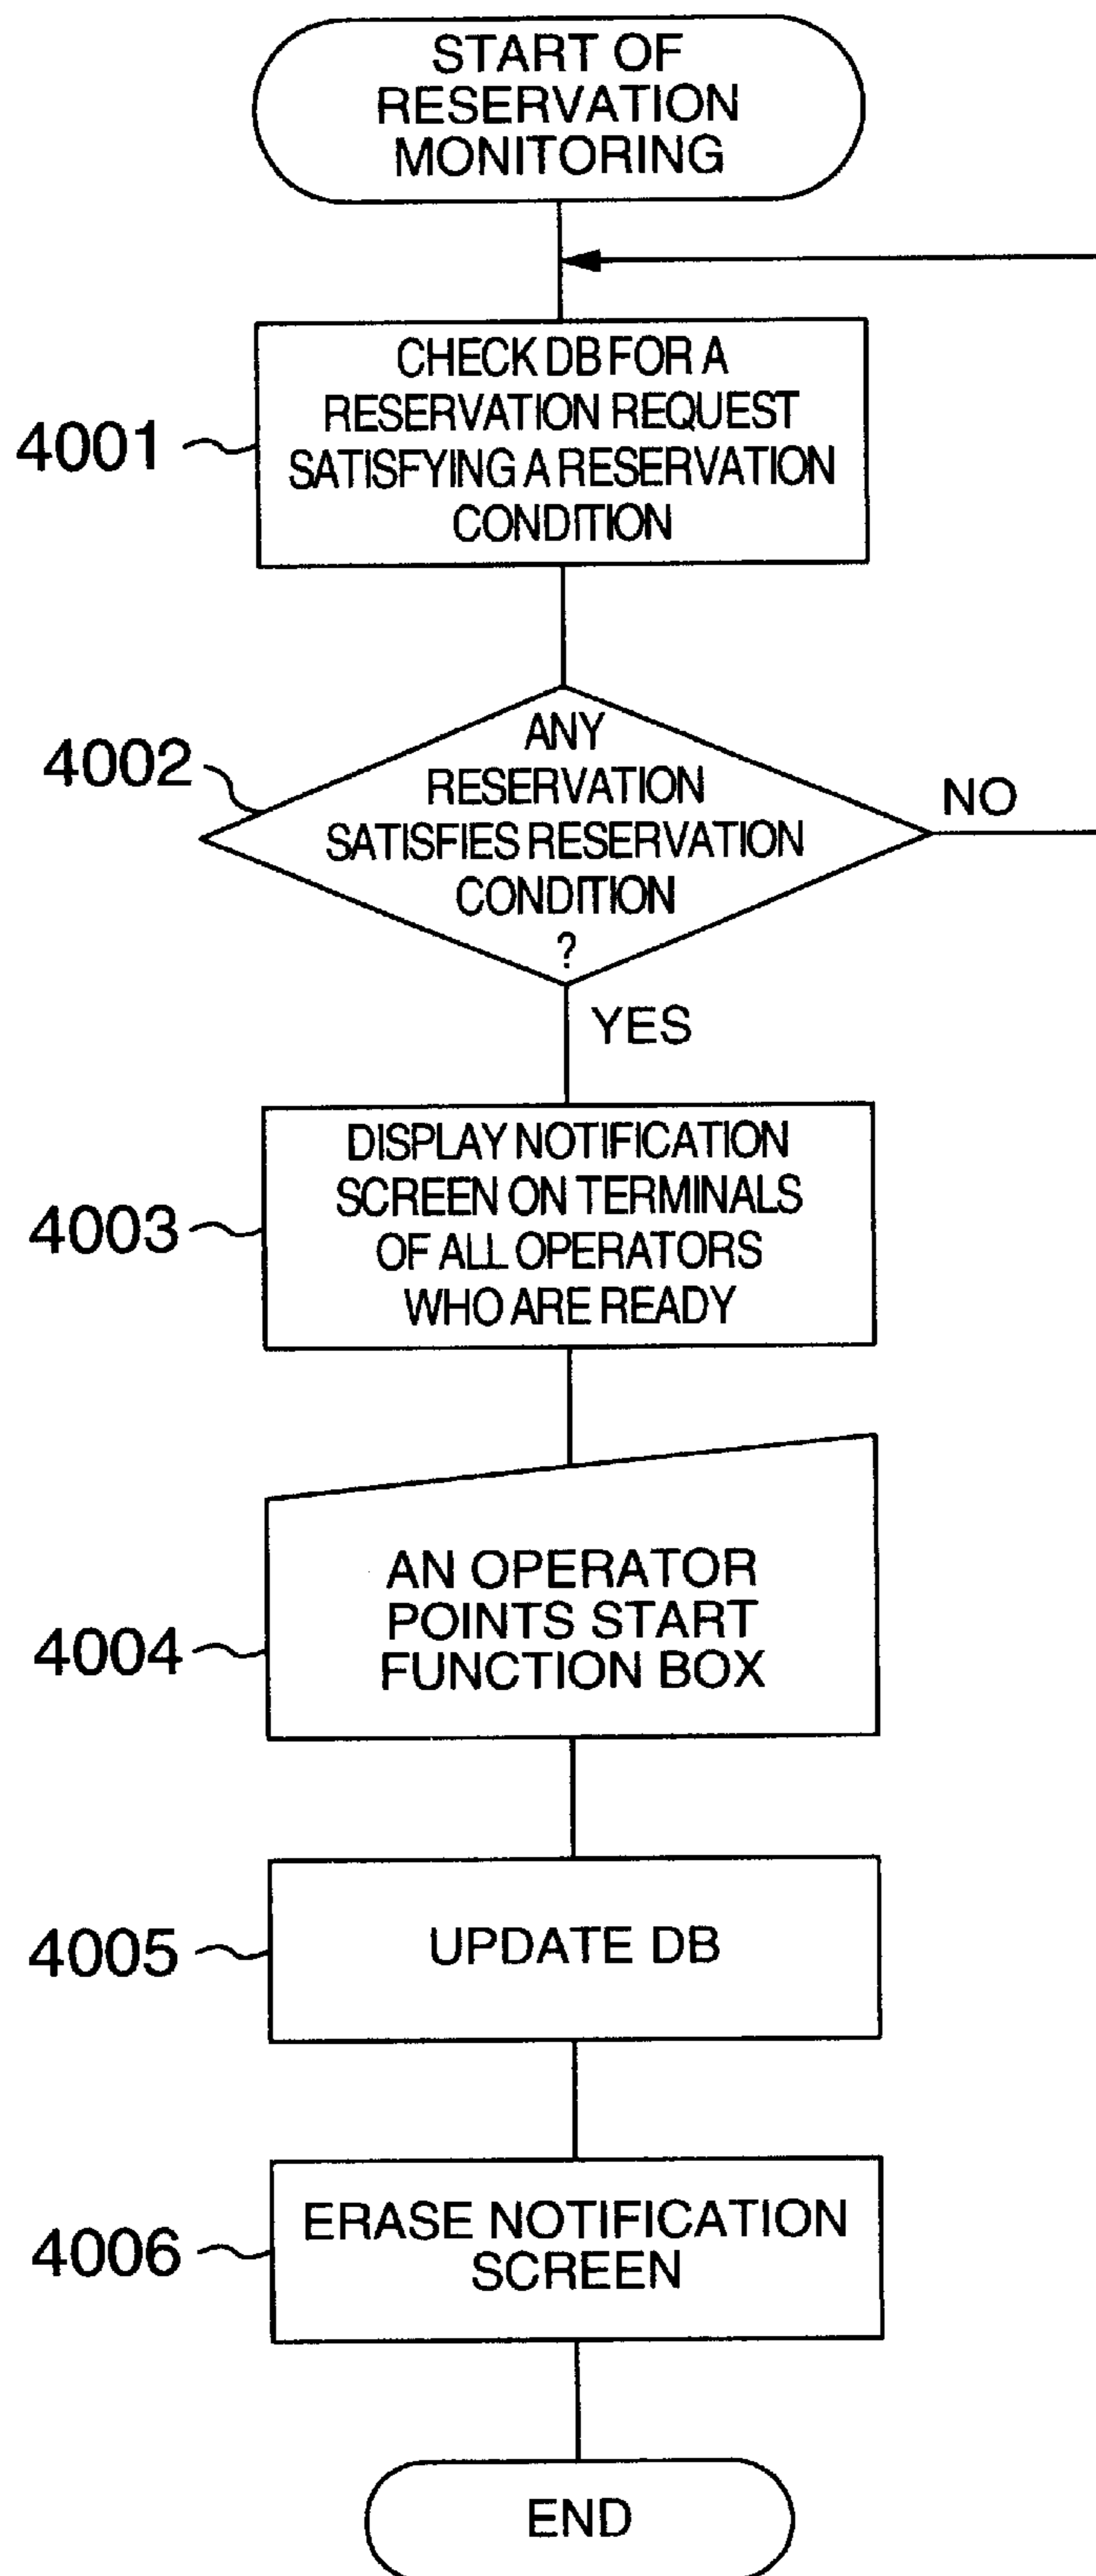 START OF
RESERVATION
MONITORING
4001
CHECK DB FOR A
RESERVATION REQUEST
SATISFYING A RESERVATION
CONDITION
4002
ANY
RESERVATION
SATISFIES RESERVATION
CONDITION
?
NO
YES
4003
DISPLAY NOTIFICATION
SCREEN ON TERMINALS
OF ALL OPERATORS
WHO ARE READY
4004
AN OPERATOR
POINTS START
FUNCTION BOX
4005
UPDATE DB
4006
ERASE NOTIFICATION
SCREEN
END